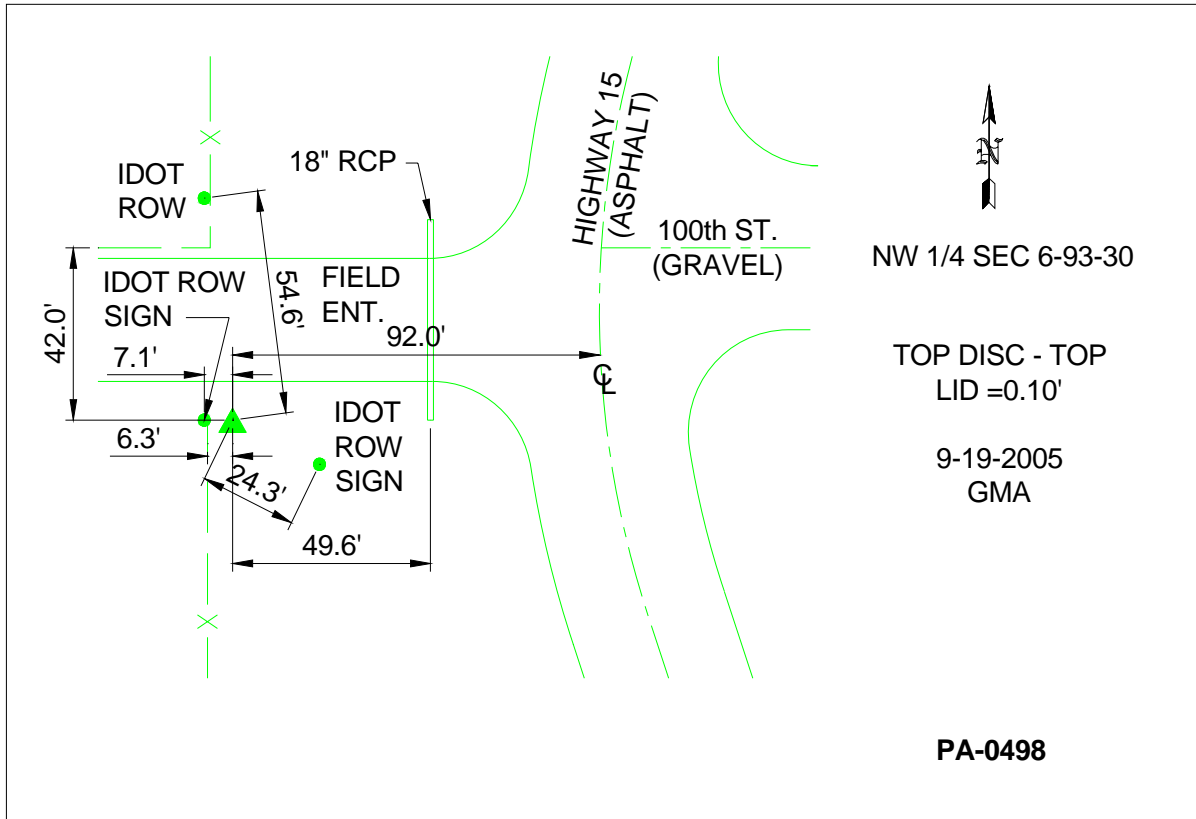 IDOT
ROW
18" RCP
HIGHWAY 15
(ASPHALT)
100th ST.
(GRAVEL)
N
NW 1/4 SEC 6-93-30
IDOT ROW
SIGN
FIELD
ENT.
54.6'
42.0'
92.0'
7.1'
CL
TOP DISC - TOP
LID =0.10'
6.3'
24.3'
IDOT
ROW
SIGN
9-19-2005
GMA
49.6'
X
X
PA-0498